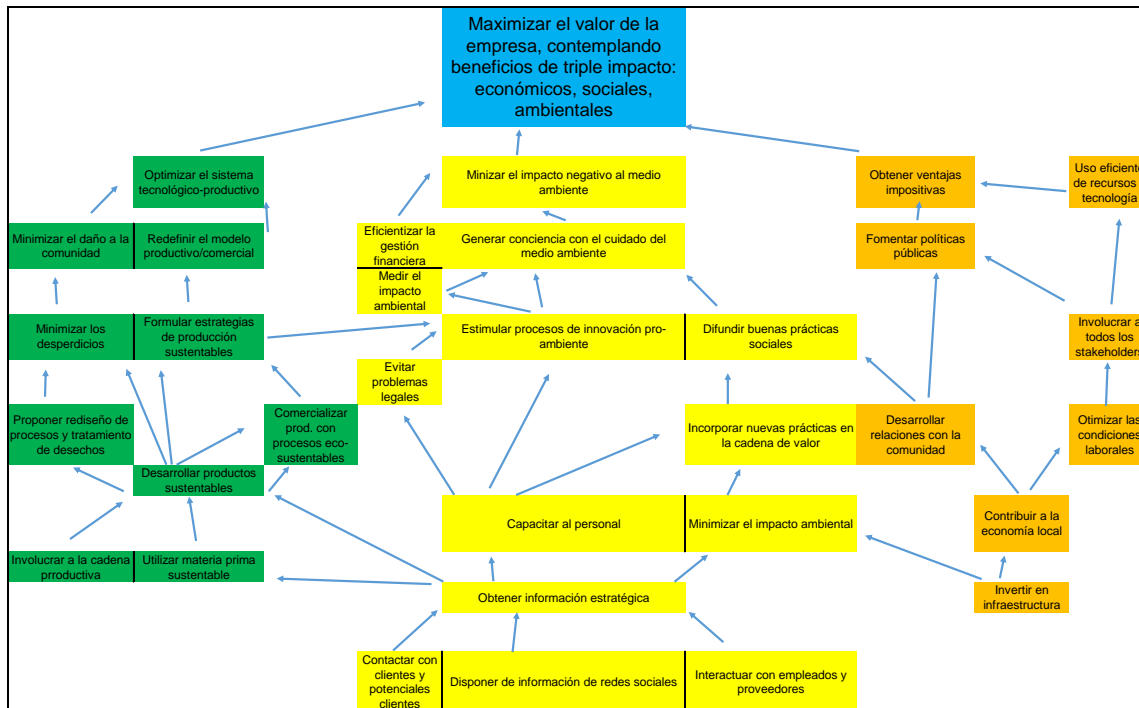 Maximizar el valor de la
empresa, contemplando
beneficios de triple impacto:
económicos, sociales,
ambientales
Optimizar el sistema
tecnológico-productivo
Minizar el impacto negativo al medio
ambiente
Obtener ventajas
impositivas
Uso eficiente
de recursos
tecnología
Minimizar el daño a la
comunidad
Redefinir el modelo
productivo/comercial
Eficientizar la
gestión
financiera
Generar conciencia con el cuidado del
medio ambiente
Fomentar políticas
públicas
Medir el
impacto
ambiental
Minimizar los
desperdicios
Formular estrategias
de producción
sustentables
Estimular procesos de innovación pro-
ambiente
Difundir buenas prácticas
sociales
Involucrar a
todos los
stakeholders
Evitar
problemas
legales
Proponer rediseño de
procesos y tratamiento
de desechos
Comercializar
prod. con
procesos eco-
sustentables
Incorporar nuevas prácticas en
la cadena de valor
Desarrollar
relaciones con la
comunidad
Otimizar las
condiciones
laborales
Desarrollar productos
sustentables
Capacitar al personal
Minimizar el impacto ambiental
Contribuir a la
economía local
Involucrar a la cadena
prroductiva
Utilizar materia prima
sustentable
Obtener información estratégica
Invertir en
infraestructura
Contactar con
clientes y
potenciales
clientes
Disponer de información de redes sociales
Interactuar con empleados y
proveedores